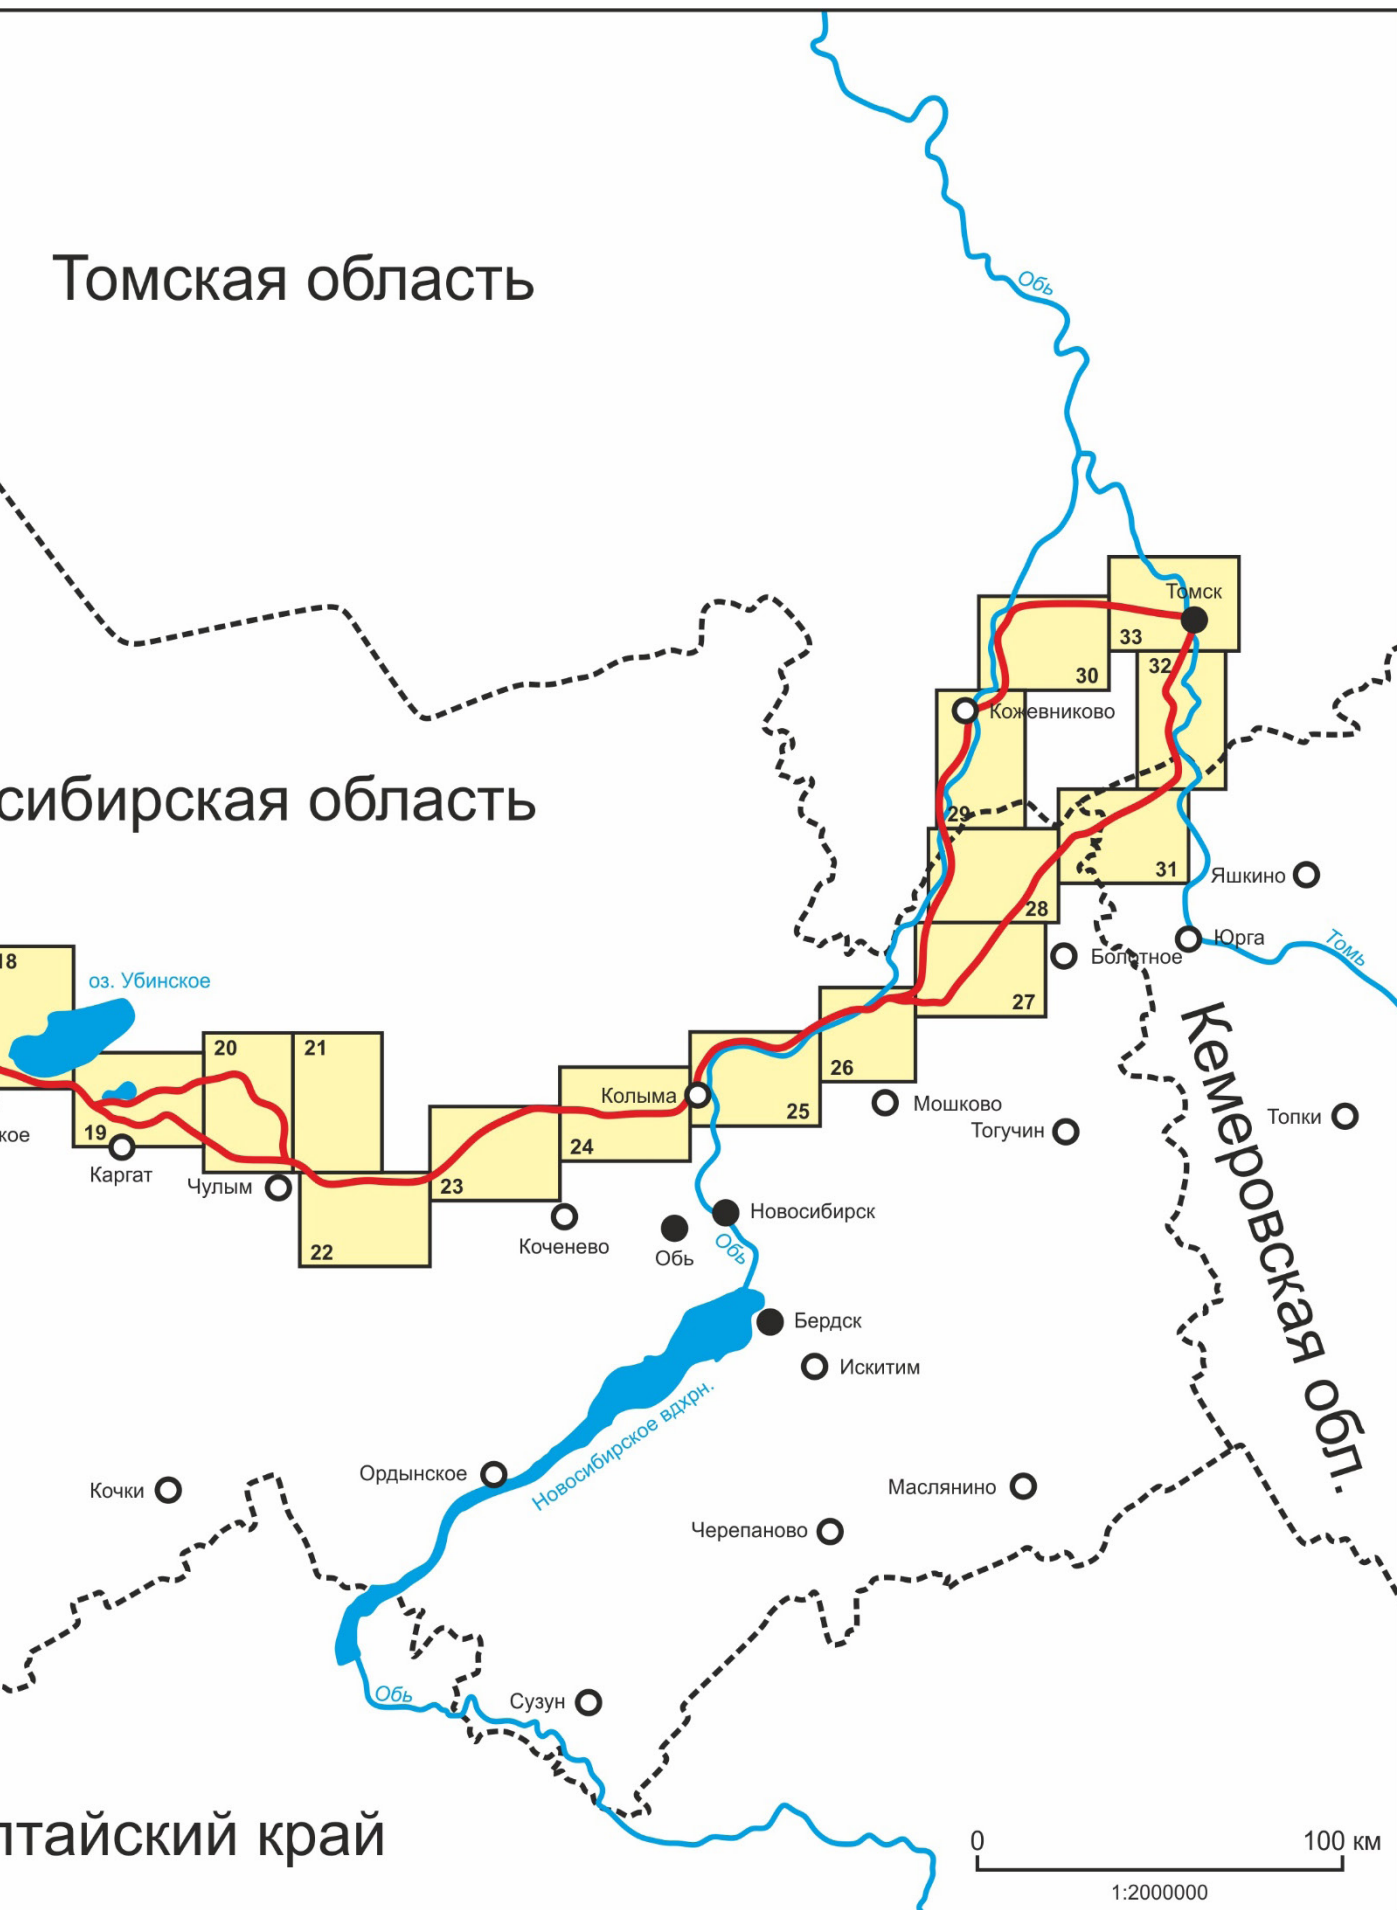 Обь
Томская область
Томск
33
32
30
Кожевниково
сибирская область
29
31
Яшкино
28
Юрга
Томь
Болотное
18
оз. Убинское
27
20
21
26
Колыма
25
Мошково
Топки
кое
19
Тогучин
24
Каргат
Чулым
23
Кемеровская обл.
Новосибирск
22
Коченево
Обь
Обь
Бердск
Искитим
Новосибирское вдхрн.
Ордынское
Кочки
Маслянино
Черепаново
Обь
Сузун
лтайский край
0
100 км
1:2000000